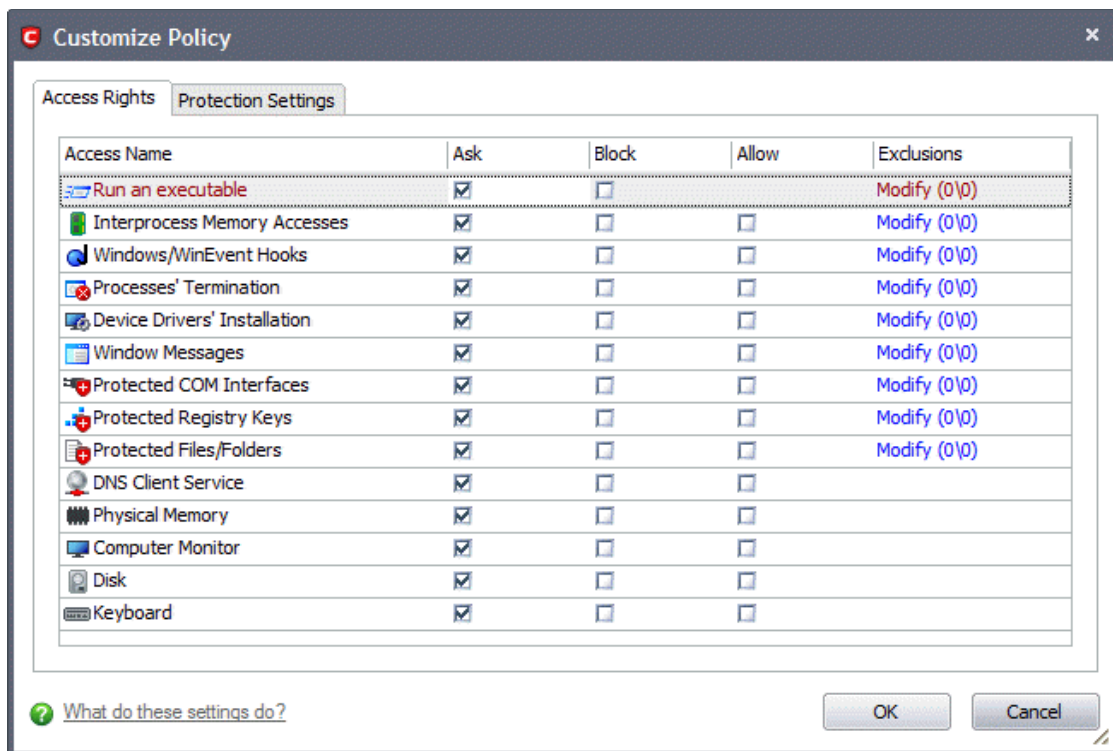 Customize Policy
Access Rights Protection Settings
Access Name Ask Block Allow Exclusions
Run an executable Modify (0\0)
Interprocess Memory Accesses Modify (0\0)
Windows/WinEvent Hooks Modify (0\0)
Processes' Termination Modify (0\0)
Device Drivers' Installation Modify (0\0)
Window Messages Modify (0\0)
Protected COM Interfaces Modify (0\0)
Protected Registry Keys Modify (0\0)
Protected Files/Folders Modify (0\0)
DNS Client Service
Physical Memory
Computer Monitor
Disk
Keyboard
What do these settings do? OK Cancel